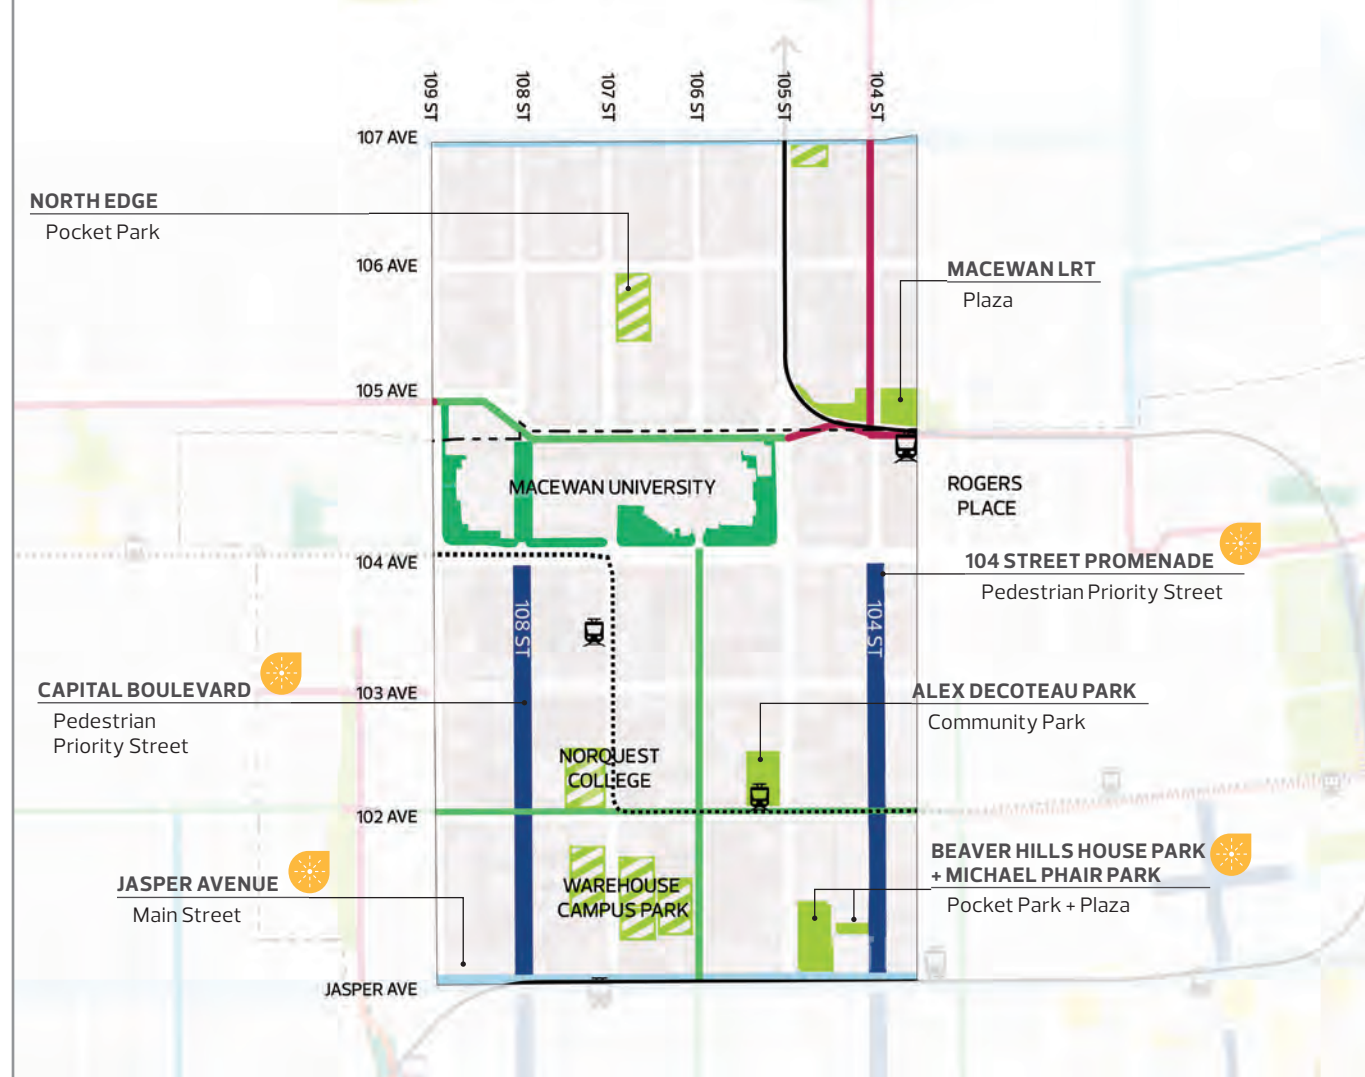 109 ST
108 ST
107 ST
106 ST
105 ST
104 ST
107 AVE
NORTH EDGE
Pocket Park
106 AVE
MACEWAN LRT
Plaza
105 AVE
MACEWAN UNIVERSITY
ROGERS
PLACE
104 AVE
104 STREET PROMENADE
Pedestrian Priority Street
108 ST
104 ST
CAPITAL BOULEVARD
Pedestrian
Priority Street
103 AVE
ALEX DECOTEAU PARK
Community Park
NORQUEST
COLLEGE
102 AVE
BEAVER HILLS HOUSE PARK
+ MICHAEL PHAIR PARK
Pocket Park + Plaza
JASPER AVENUE
Main Street
WAREHOUSE
CAMPUS PARK
JASPER AVE